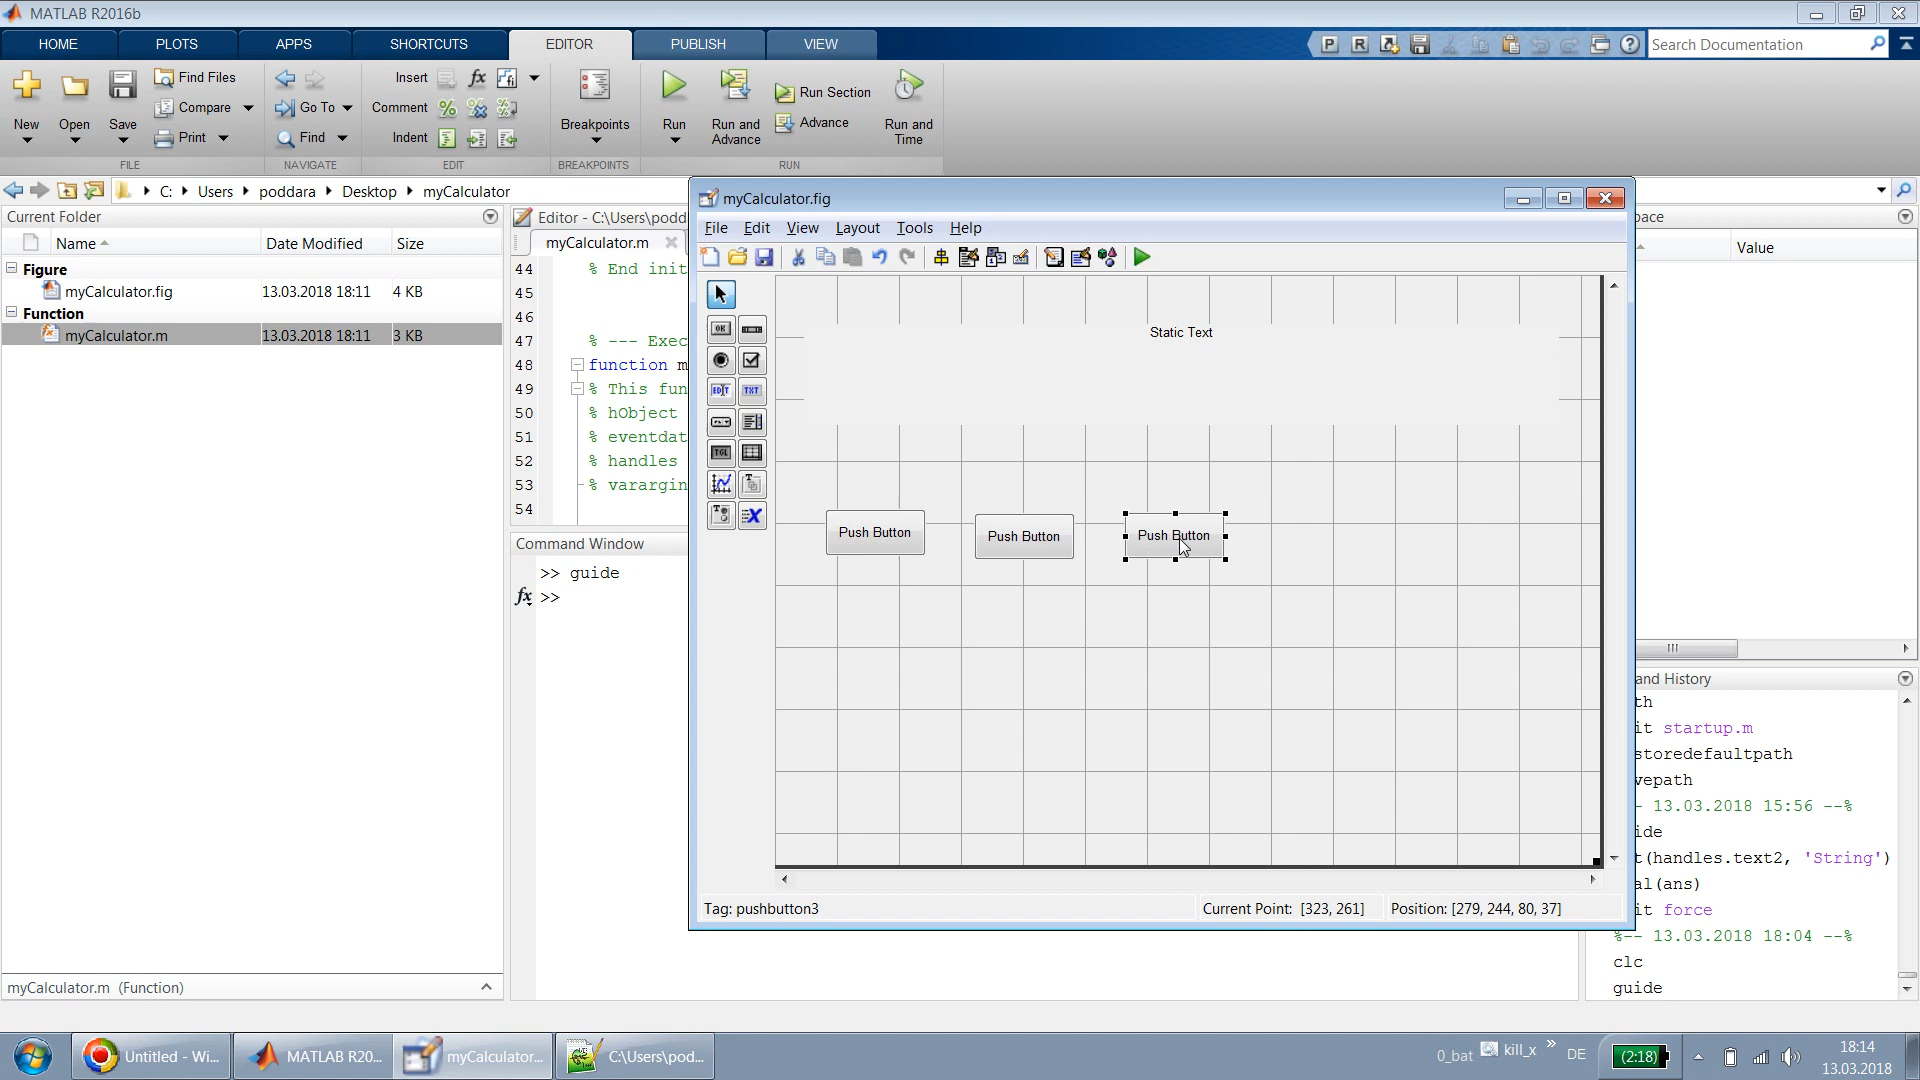 MATLAB R2016b
HOME PLOTS APPS SHORTCUTS EDITOR PUBLISH VIEW
Search Documentation
New
Open
Save
Find Files
Compare
Print
FILE
Go To
Find
NAVIGATE
Insert
Comment
Indent
EDIT
Breakpoints
BREAKPOINTS
Run
Run and
Advance
Run Section
Advance
Run and
Time
RUN
C: Users poddara Desktop myCalculator
Current Folder
Name Date Modified Size
Figure
myCalculator.fig 13.03.2018 18:11 4 KB
Function
myCalculator.m 13.03.2018 18:11 3 KB
myCalculator.m (Function)
Editor - C:\Users\podd
myCalculator.m
44 % End init
45
46
47 % --- Exec
48 function m
49 % This fun
50 % hObject
51 % eventdat
52 % handles
53 % varargin
54
Command Window
>> guide
fx >>
myCalculator.fig
File Edit View Layout Tools Help
OK
EDIT TXT
TGL
Static Text
Push Button Push Button Push Button
Tag: pushbutton3 Current Point: [323, 261] Position: [279, 244, 80, 37]
pace
Value
and History
th
it startup.m
storedefaultpath
vepath
- 13.03.2018 15:56 --%
ide
t(handles.text2, 'String')
al(ans)
it force
%-- 13.03.2018 18:04 --%
clc
guide
Untitled - Wi...
MATLAB R20...
myCalculator...
C:\Users\pod...
0_bat kill_x » DE (2:18)
18:14
13.03.2018